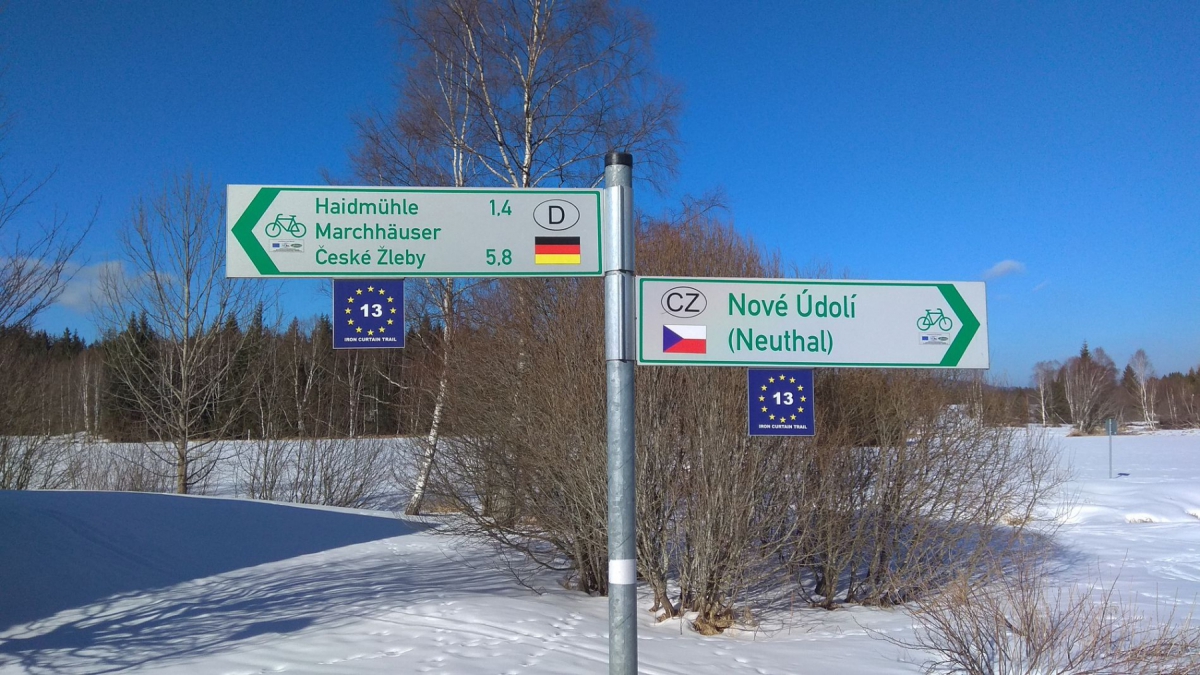 Haidmühle 1.4
Marchhäuser
České Žleby 5.8
D
13
IRON CURTAIN TRAIL
CZ
Nové Údolí
(Neuthal)
13
IRON CURTAIN TRAIL